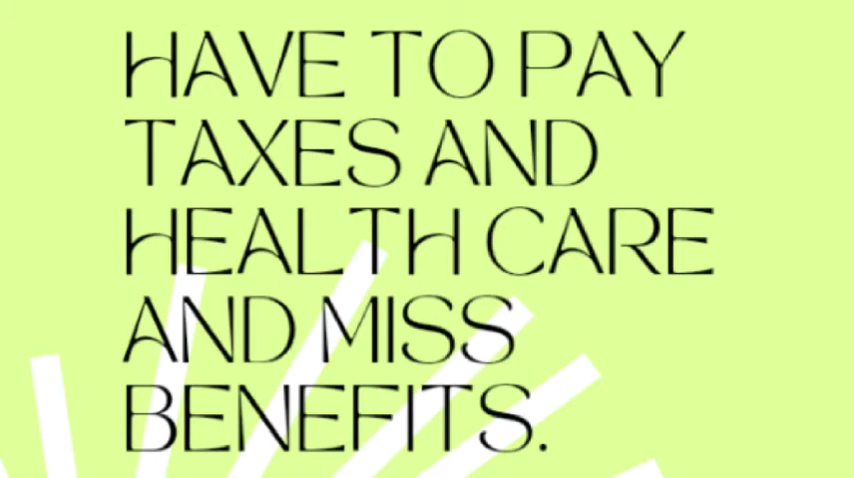 HAVE TO PAY
TAXES AND
HEALTH CARE
AND MISS
BENEFITS.